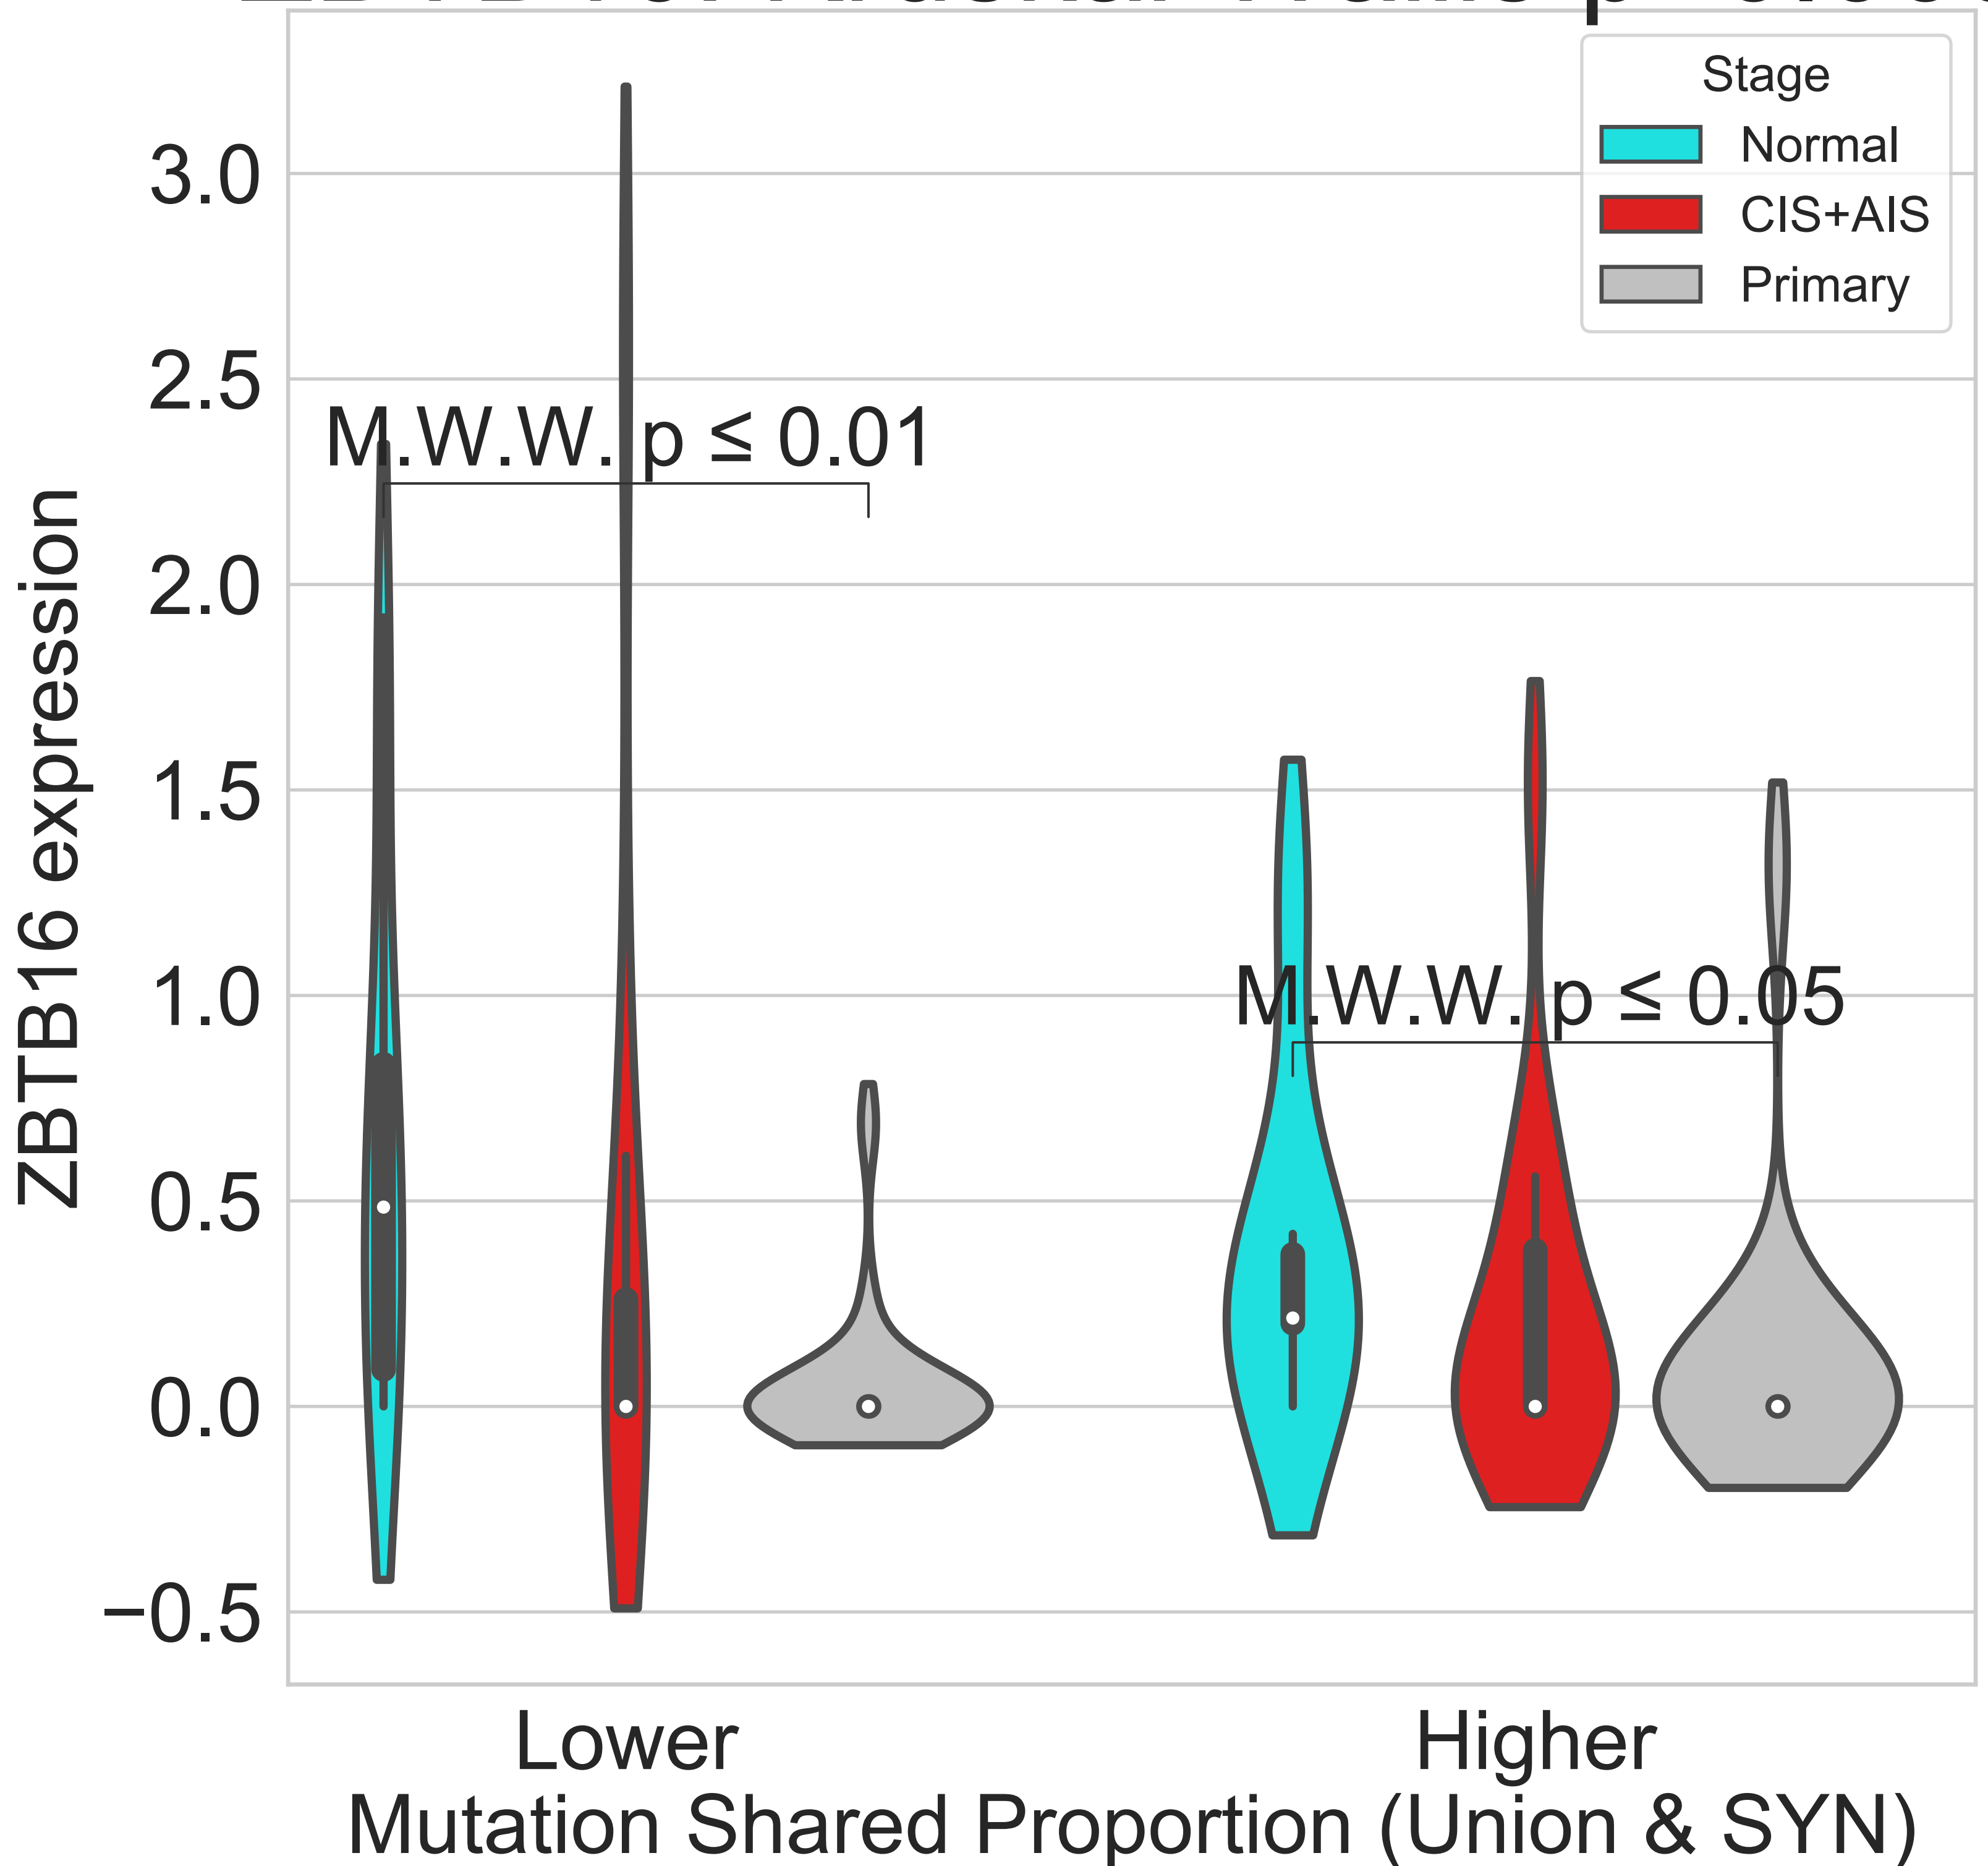 Stage
Normal
CIS+AIS
Primary
3.0
2.5
2.0
1.5
1.0
0.5
0.0
−0.5
ZBTB16 expression
M.W.W. p ≤ 0.01
M.W.W. p ≤ 0.05
Lower
Higher
Mutation Shared Proportion (Union & SYN)